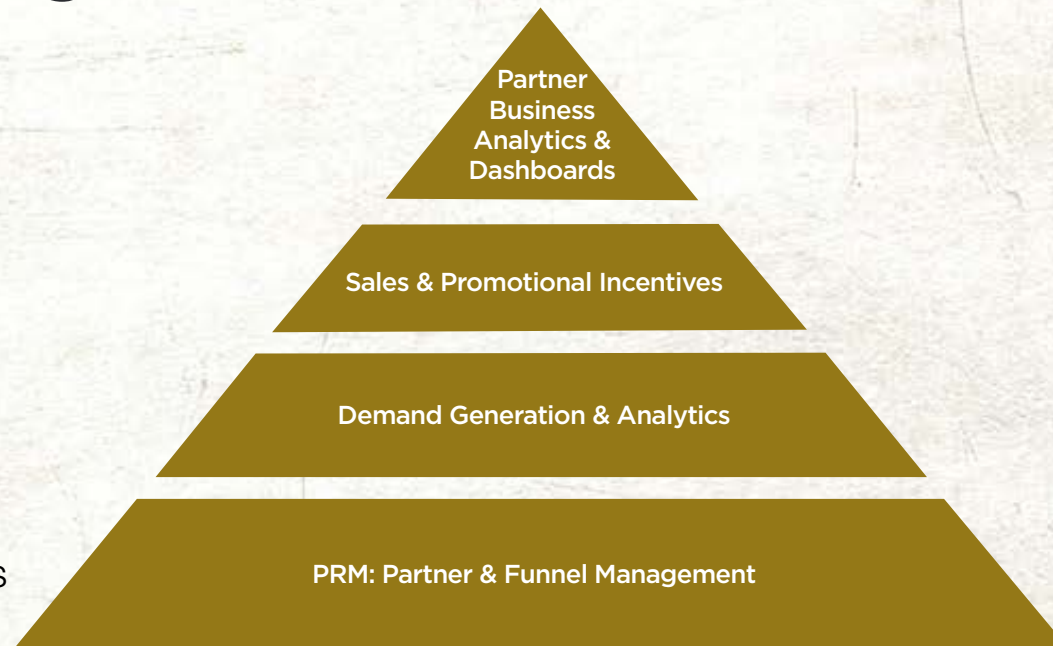 Partner
Business
Analytics &
Dashboards
Sales & Promotional Incentives
Demand Generation & Analytics
PRM: Partner & Funnel Management